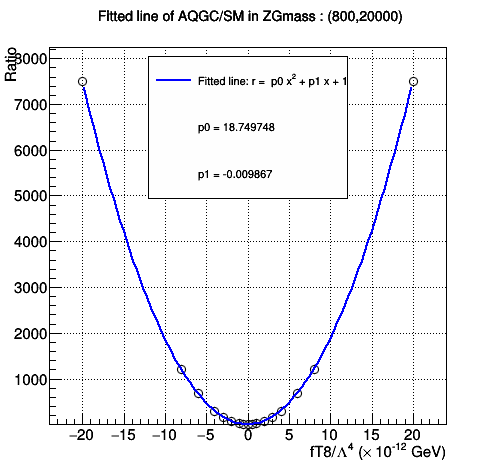 FItted line of AQGC/SM in ZGmass : (800,20000)
Ratio
8000
7000
6000
5000
4000
3000
2000
1000
Fitted line: r = p0 x² + p1 x + 1
p0 = 18.749748
p1 = -0.009867
−20 −15 −10 −5 0 5 10 15 20
fT8/Λ⁴ (× 10⁻¹² GeV)